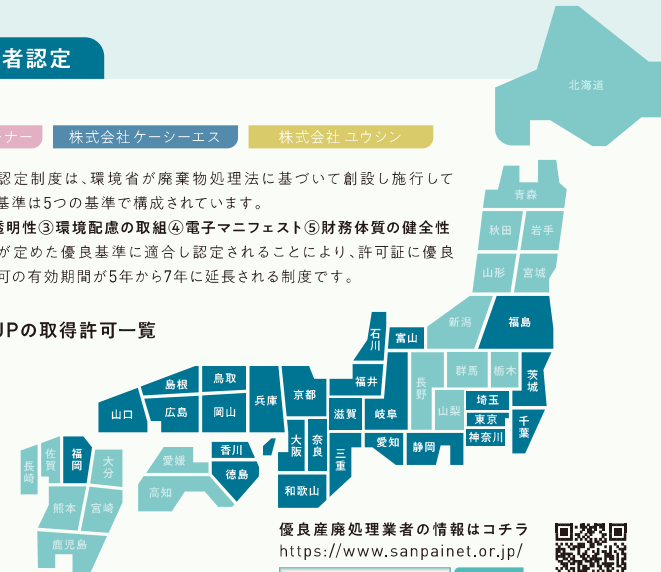 者認定
ーナー
株式会社 ケーシーエス
株式会社 ユウシン
認定制度は、環境省が廃棄物処理法に基づいて創設し施行して
基準は5つの基準で構成されています。
透明性③環境配慮の取組④電子マニフェスト⑤財務体質の健全性
が定めた優良基準に適合し認定されることにより、許可証に優良
可の有効期間が5年から7年に延長される制度です。
UPの取得許可一覧
北海道
青森
秋田
岩手
山形
宮城
新潟
福島
石川
富山
福井
長野
群馬
栃木
茨城
島根
鳥取
兵庫
京都
滋賀
岐阜
山梨
埼玉
東京
神奈川
千葉
山口
広島
岡山
大阪
奈良
三重
愛知
静岡
和歌山
香川
徳島
愛媛
高知
長崎
佐賀
福岡
大分
熊本
宮崎
鹿児島
優良産廃処理業者の情報はコチラ
https://www.sanpainet.or.jp/